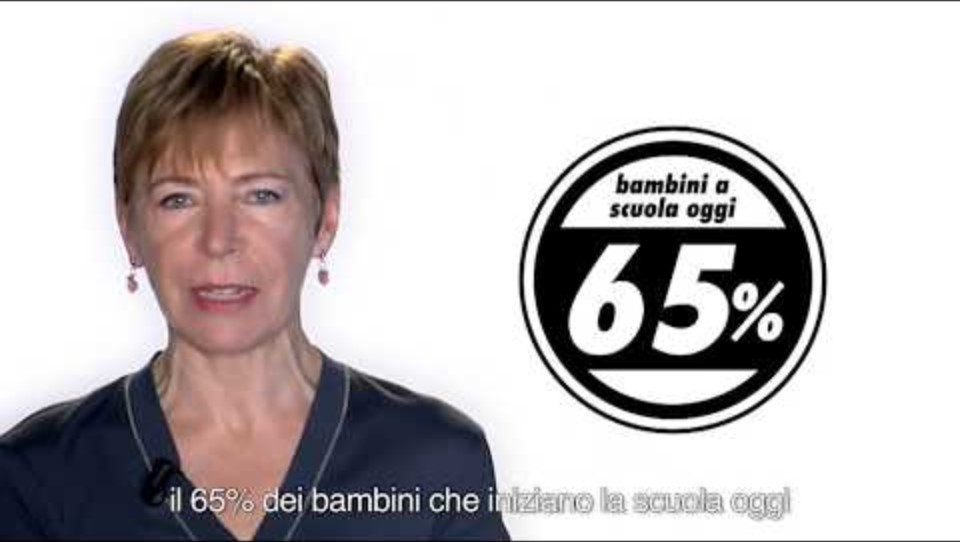 bambini a
scuola oggi
65%
il 65% dei bambini che iniziano la scuola oggi